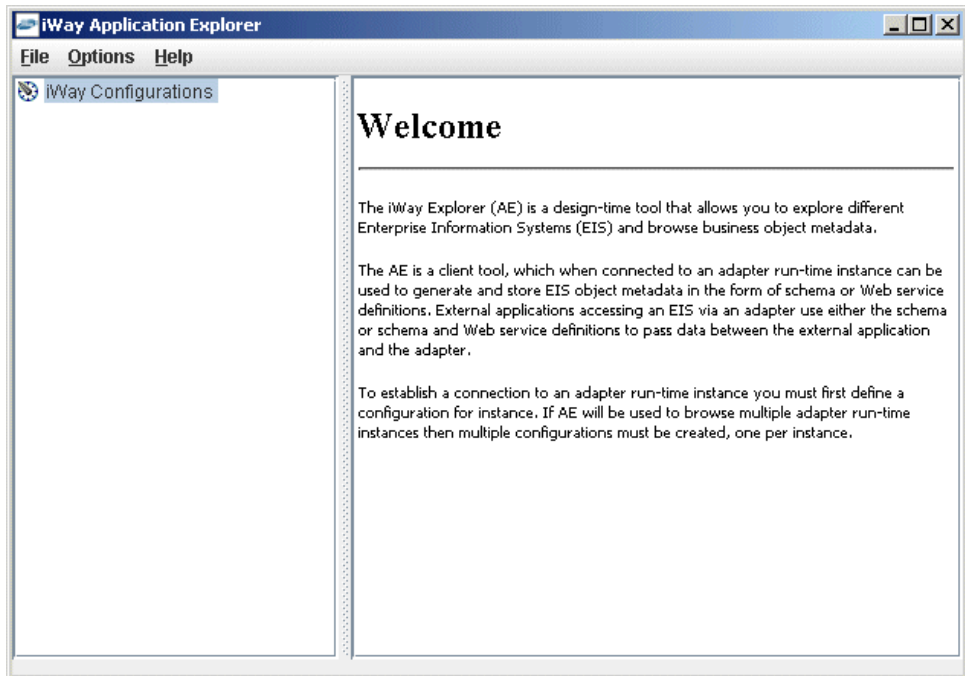 iWay Application Explorer
File Options Help
iWay Configurations
Welcome
The iWay Explorer (AE) is a design-time tool that allows you to explore different
Enterprise Information Systems (EIS) and browse business object metadata.
The AE is a client tool, which when connected to an adapter run-time instance can be
used to generate and store EIS object metadata in the form of schema or Web service
definitions. External applications accessing an EIS via an adapter use either the schema
or schema and Web service definitions to pass data between the external application
and the adapter.
To establish a connection to an adapter run-time instance you must first define a
configuration for instance. If AE will be used to browse multiple adapter run-time
instances then multiple configurations must be created, one per instance.